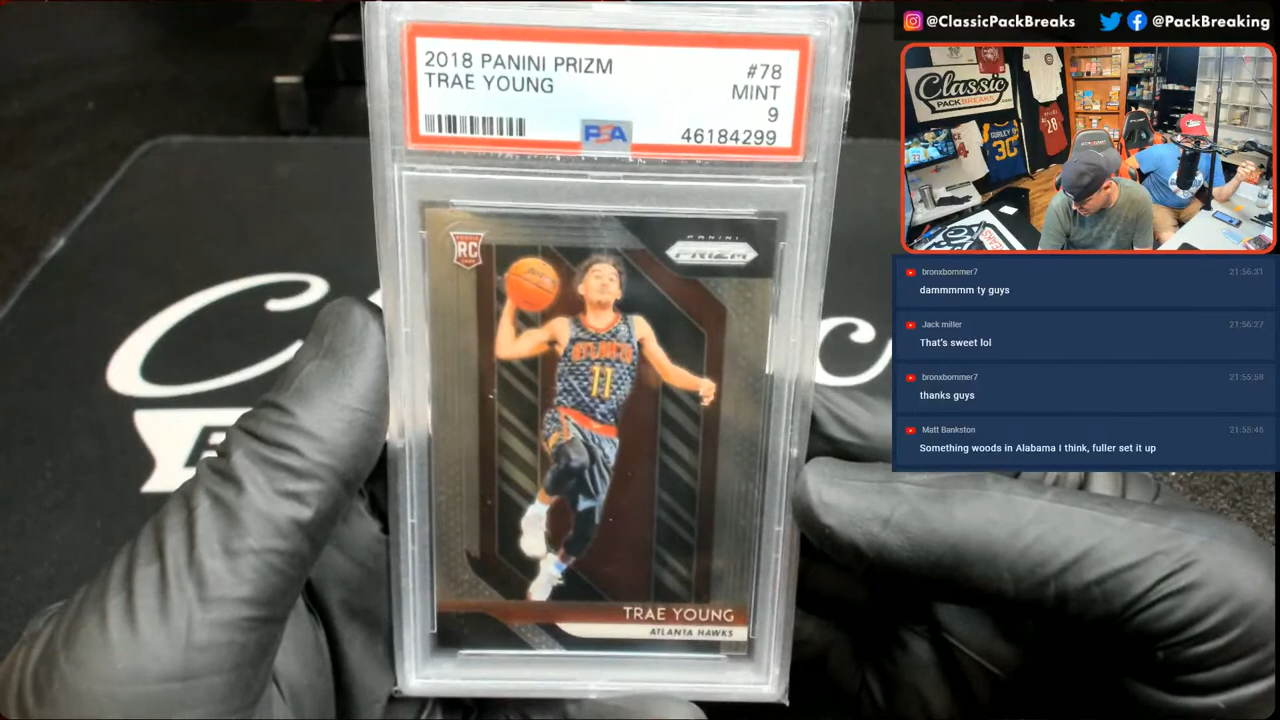 @ClassicPackBreaks
@PackBreaking
2018 PANINI PRIZM
#78
TRAE YOUNG
MINT
9
PSA
46184299
RC
PANINI
PRIZM
ATLANTA
11
TRAE YOUNG
ATLANTA HAWKS
Classic
PACK BREAKS
GURLEY
30
28
bronxbommer7
21:56:31
dammmmm ty guys
Jack miller
21:56:27
That's sweet lol
bronxbommer7
21:55:58
thanks guys
Matt Bankston
21:55:46
Something woods in Alabama I think, fuller set it up